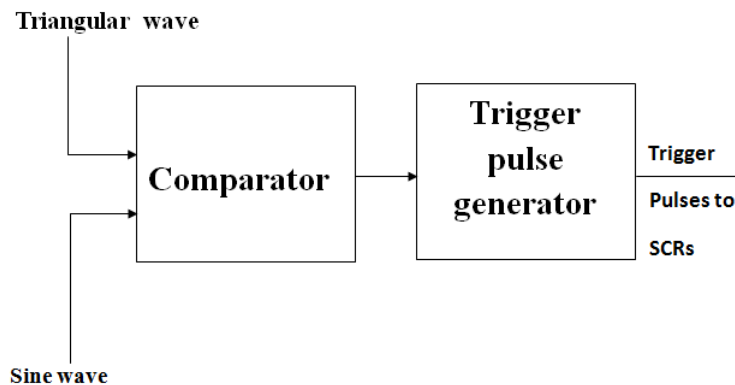 Triangular wave
Comparator
Trigger
pulse
generator
Trigger
Pulses to
SCRs
Sine wave